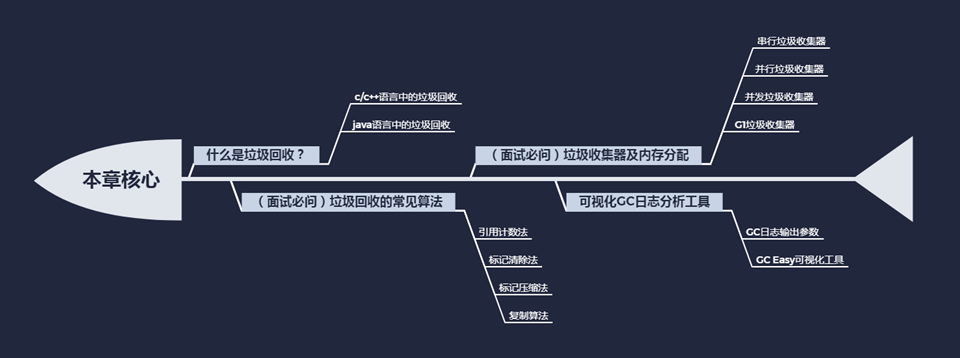 本章核心
什么是垃圾回收？
c/c++语言中的垃圾回收
java语言中的垃圾回收
（面试必问）垃圾回收的常见算法
引用计数法
标记清除法
标记压缩法
复制算法
（面试必问）垃圾收集器及内存分配
串行垃圾收集器
并行垃圾收集器
并发垃圾收集器
G1垃圾收集器
可视化GC日志分析工具
GC日志输出参数
GC Easy可视化工具